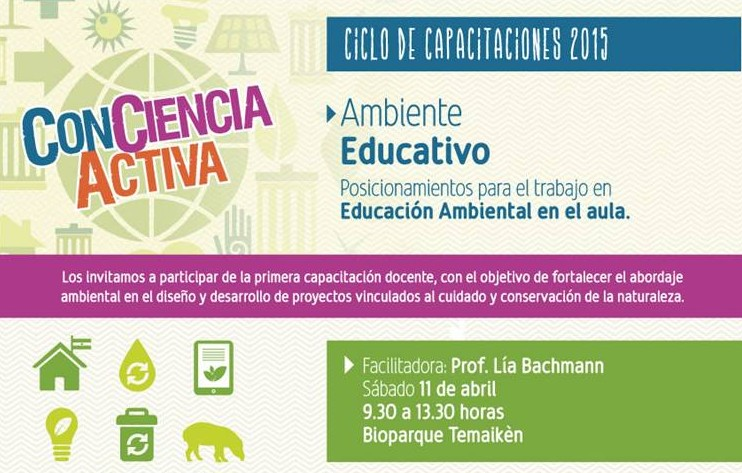 CONCIENCIA
ACTIVA
CICLO DE CAPACITACIONES 2015
Ambiente
Educativo
Posicionamientos para el trabajo en
Educación Ambiental en el aula.
Los invitamos a participar de la primera capacitación docente, con el objetivo de fortalecer el abordaje
ambiental en el diseño y desarrollo de proyectos vinculados al cuidado y conservación de la naturaleza.
Facilitadora: Prof. Lía Bachmann
Sábado 11 de abril
9.30 a 13.30 horas
Bioparque Temaikèn